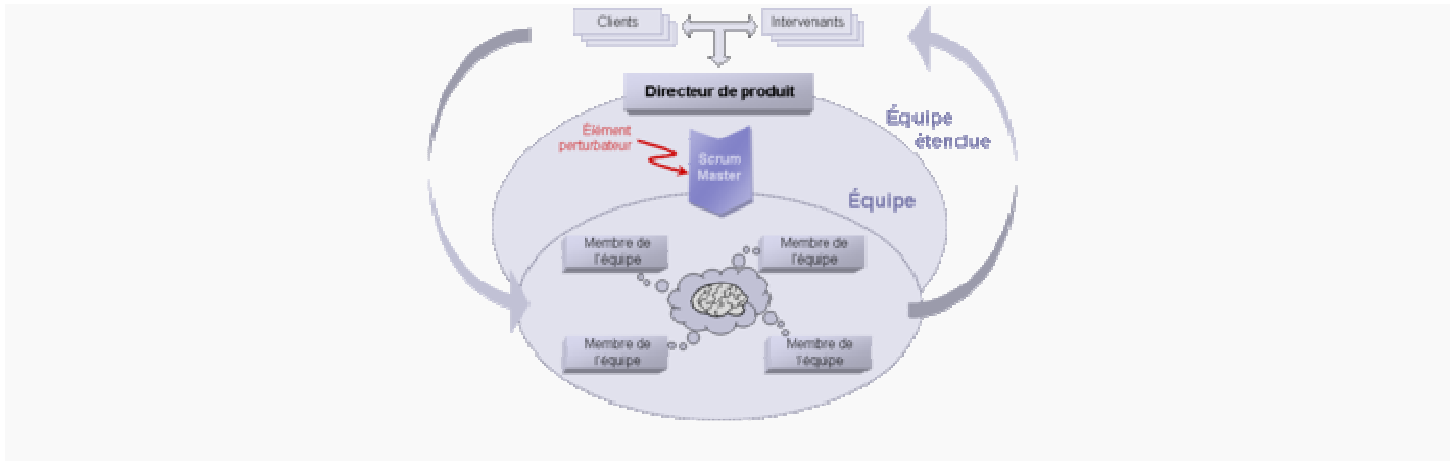 Clients
Intervenants
Directeur de produit
Élément
perturbateur
Scrum
Master
Équipe
étendue
Équipe
Membre de
l'équipe
Membre de
l'équipe
Membre de
l'équipe
Membre de
l'équipe